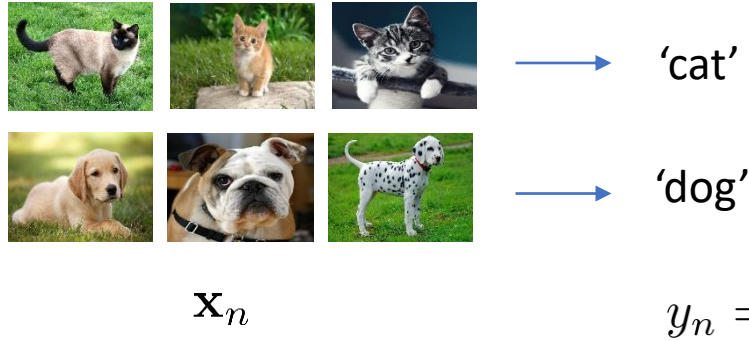 ‘cat’
‘dog’
𝐱ₙ
yₙ =